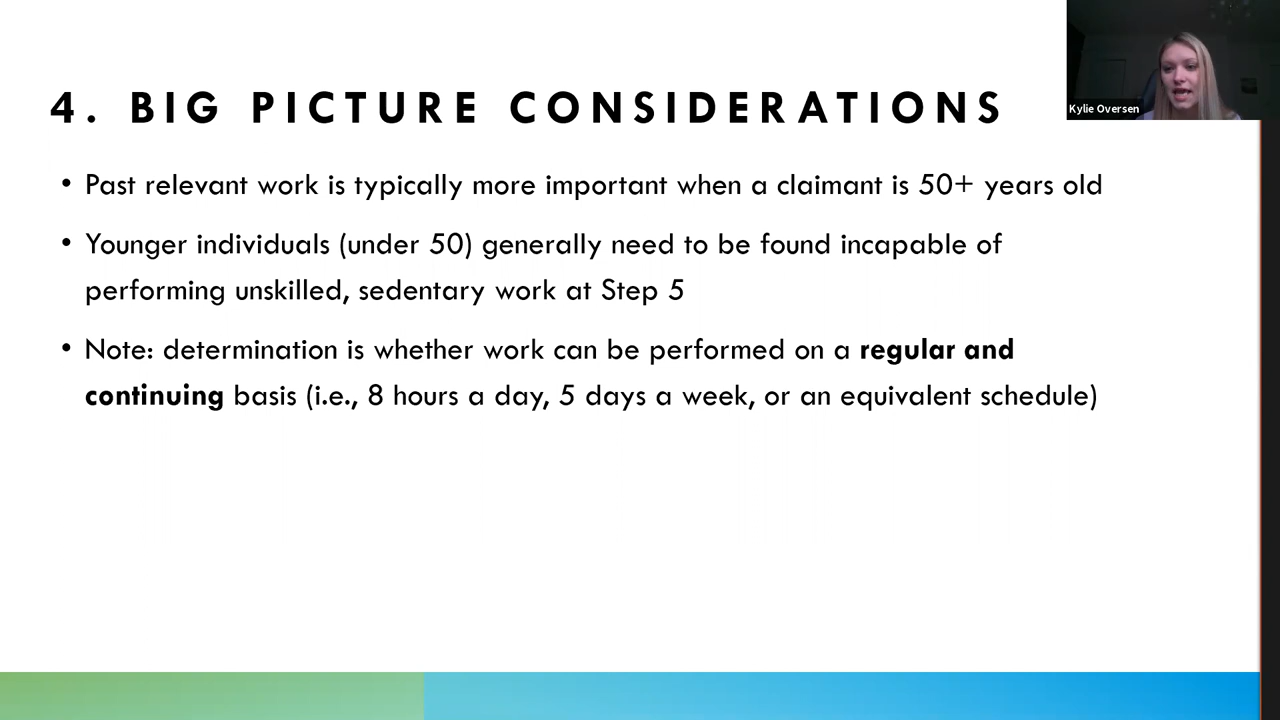 4. BIG PICTURE CONSIDERATIONS
Kylie Oversen
• Past relevant work is typically more important when a claimant is 50+ years old
• Younger individuals (under 50) generally need to be found incapable of
performing unskilled, sedentary work at Step 5
• Note: determination is whether work can be performed on a regular and
continuing basis (i.e., 8 hours a day, 5 days a week, or an equivalent schedule)